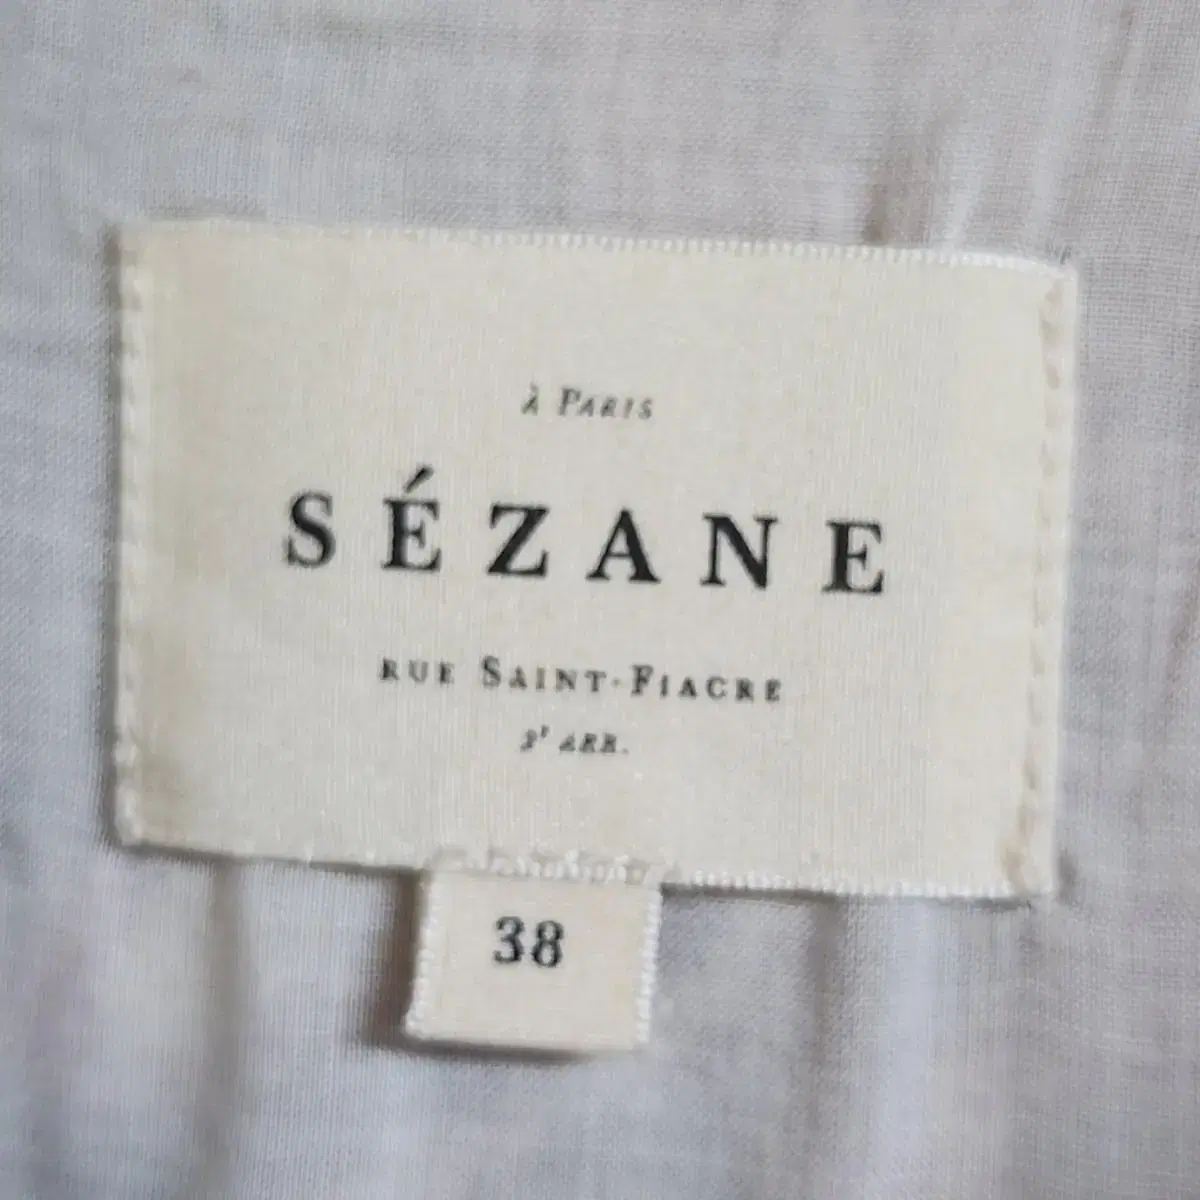 À PARIS
SÉZANE
RUE SAINT-FIACRE
2ᵉ ARR.
38